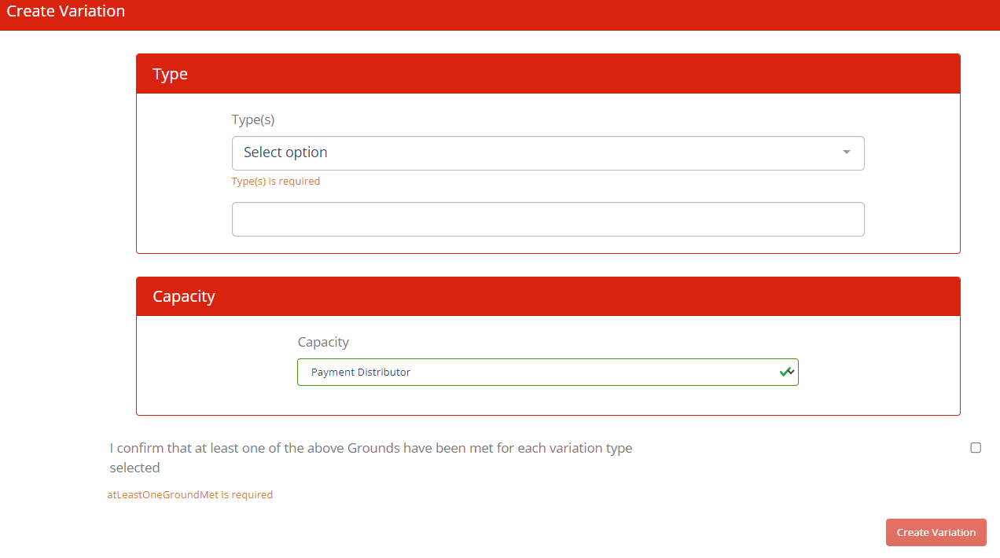 Create Variation
Type
Type(s)
Select option
Type(s) is required
Capacity
Capacity
Payment Distributor
I confirm that at least one of the above Grounds have been met for each variation type
selected
atLeastOneGroundMet is required
Create Variation